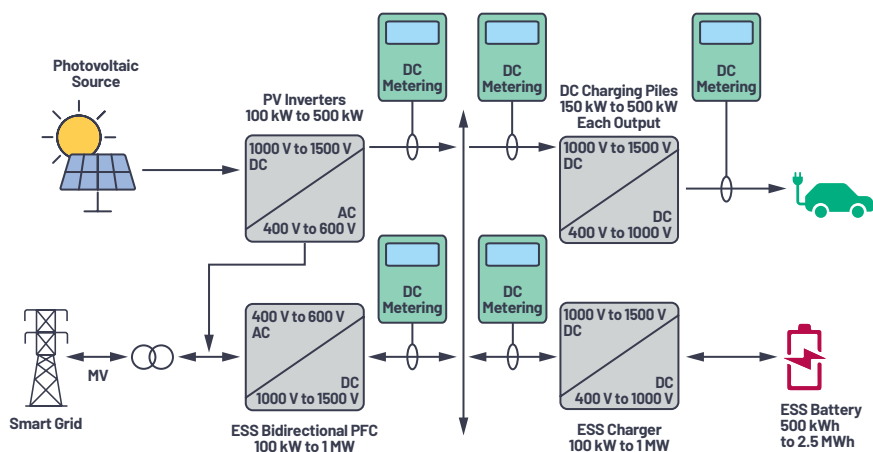 Photovoltaic
Source
PV Inverters
100 kW to 500 kW
1000 V to 1500 V
DC
AC
400 V to 600 V
DC
Metering
DC
Metering
DC Charging Piles
150 kW to 500 kW
Each Output
1000 V to 1500 V
DC
DC
400 V to 1000 V
DC
Metering
Smart Grid
MV
400 V to 600 V
AC
DC
1000 V to 1500 V
ESS Bidirectional PFC
100 kW to 1 MW
DC
Metering
DC
Metering
1000 V to 1500 V
DC
DC
400 V to 1000 V
ESS Charger
100 kW to 1 MW
ESS Battery
500 kWh
to 2.5 MWh